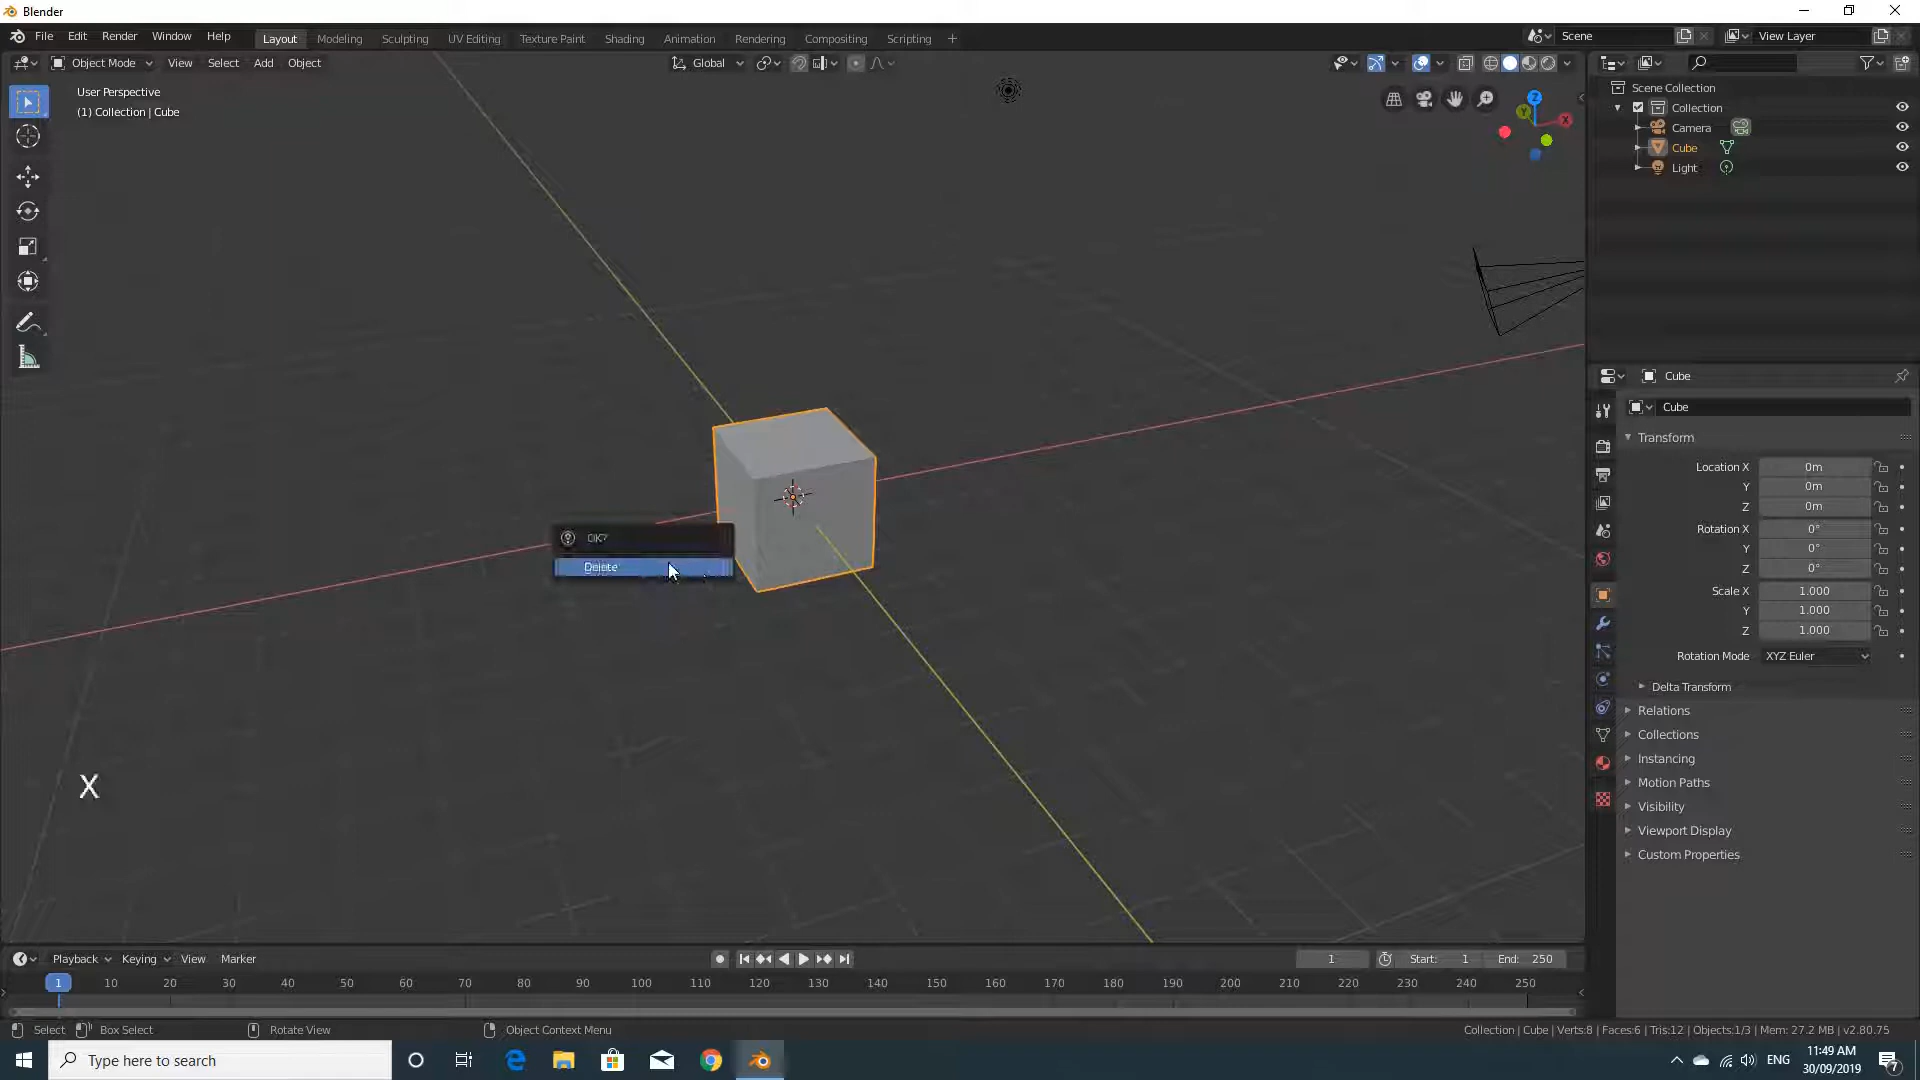 Blender
File Edit Render Window Help Layout Modeling Sculpting UV Editing Texture Paint Shading Animation Rendering Compositing Scripting + Scene View Layer
Object Mode View Select Add Object Global
User Perspective
(1) Collection | Cube
Z
Y
X
Scene Collection
Collection
Camera
Cube
Light
OK?
Delete
X
Cube
Cube
Transform
Location X 0m
Y 0m
Z 0m
Rotation X 0°
Y 0°
Z 0°
Scale X 1.000
Y 1.000
Z 1.000
Rotation Mode XYZ Euler
Delta Transform
Relations
Collections
Instancing
Motion Paths
Visibility
Viewport Display
Custom Properties
Playback Keying View Marker 1 Start: 1 End: 250
1 10 20 30 40 50 60 70 80 90 100 110 120 130 140 150 160 170 180 190 200 210 220 230 240 250
Select Box Select Rotate View Object Context Menu Collection | Cube | Verts:8 | Faces:6 | Tris:12 | Objects:1/3 | Mem: 27.2 MB | v2.80.75
Type here to search ENG
11:49 AM
30/09/2019
7